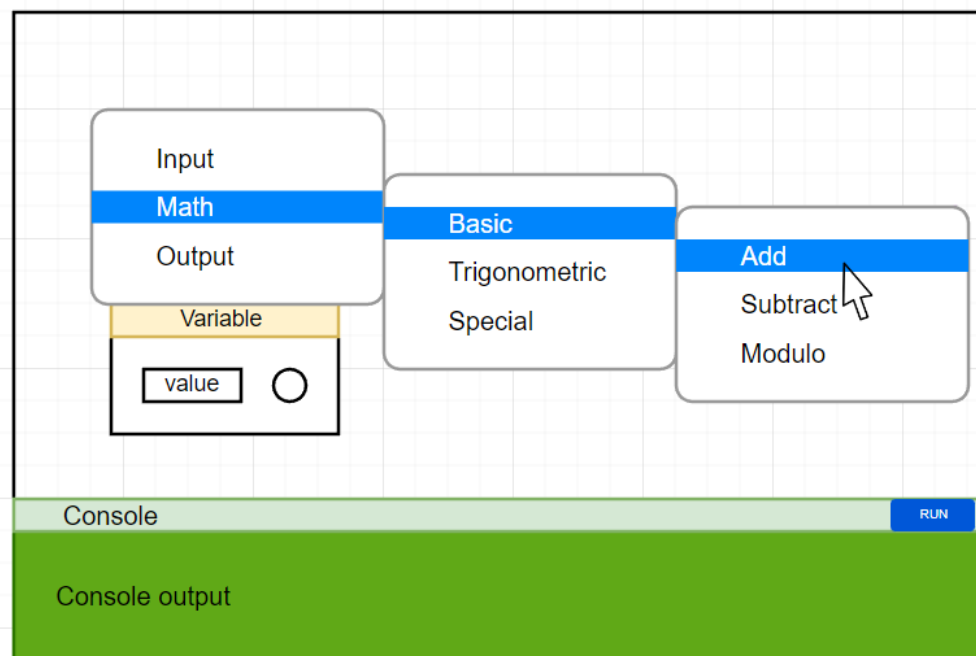 Input
Math
Output
Basic
Trigonometric
Special
Add
Subtract
Modulo
Variable
value
Console
RUN
Console output